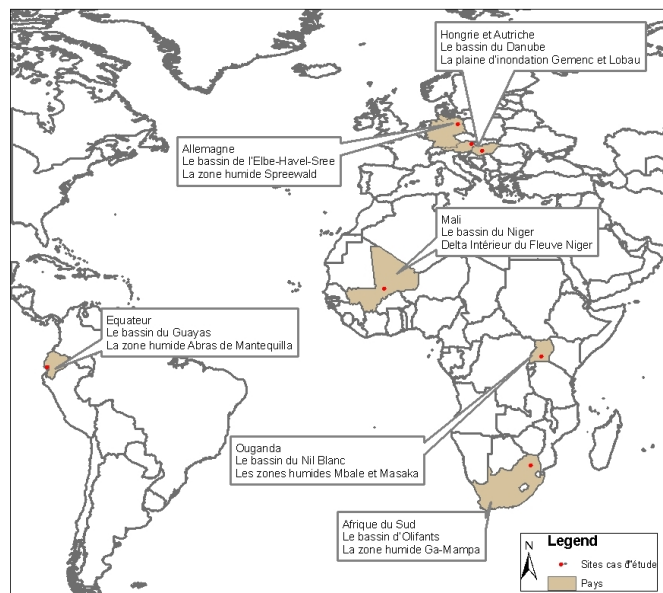 Hongrie et Autriche
Le bassin du Danube
La plaine d'inondation Gemenc et Lobau
Allemagne
Le bassin de l'Elbe-Havel-Sree
La zone humide Spreewald
Mali
Le bassin du Niger
Delta Intérieur du Fleuve Niger
Equateur
Le bassin du Guayas
La zone humide Abras de Mantequilla
Ouganda
Le bassin du Nil Blanc
Les zones humides Mbale et Masaka
Afrique du Sud
Le bassin d'Olifants
La zone humide Ga-Mampa
N
Legend
Sites cas d'étude
Pays